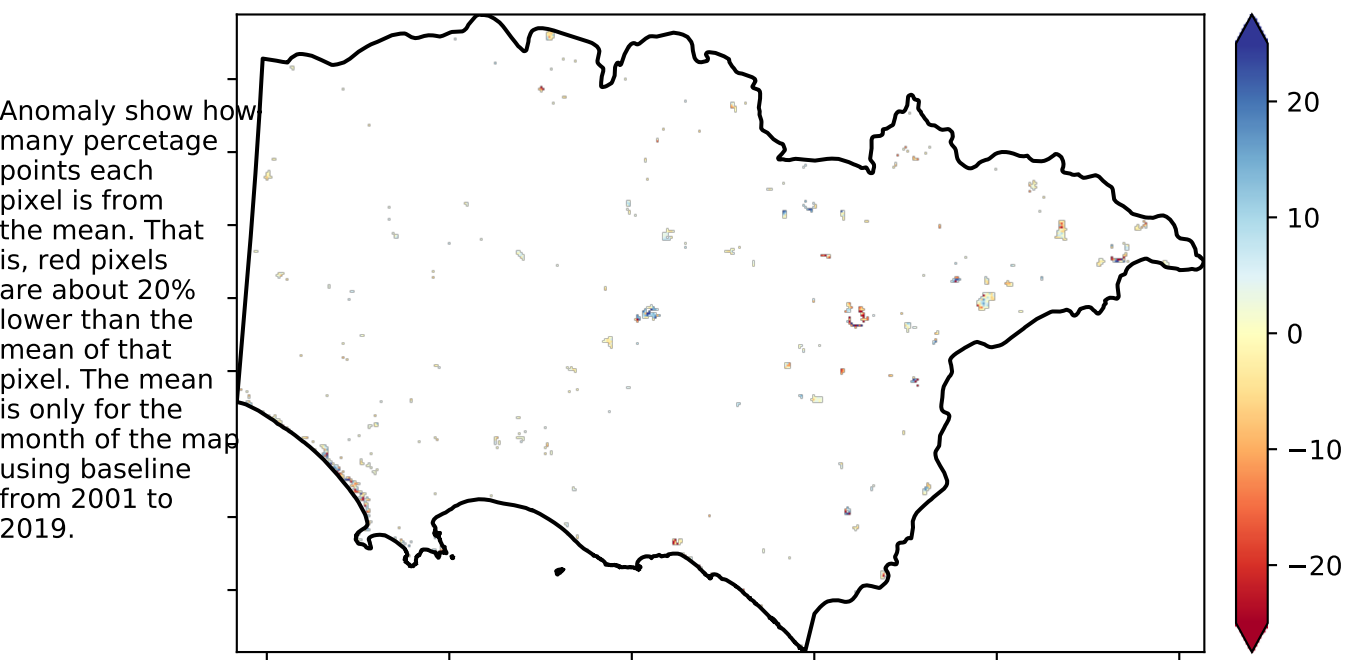 Anomaly show how
many percetage
points each
pixel is from
the mean. That
is, red pixels
are about 20%
lower than the
mean of that
pixel. The mean
is only for the
month of the map
using baseline
from 2001 to
2019.
20
10
0
−10
−20